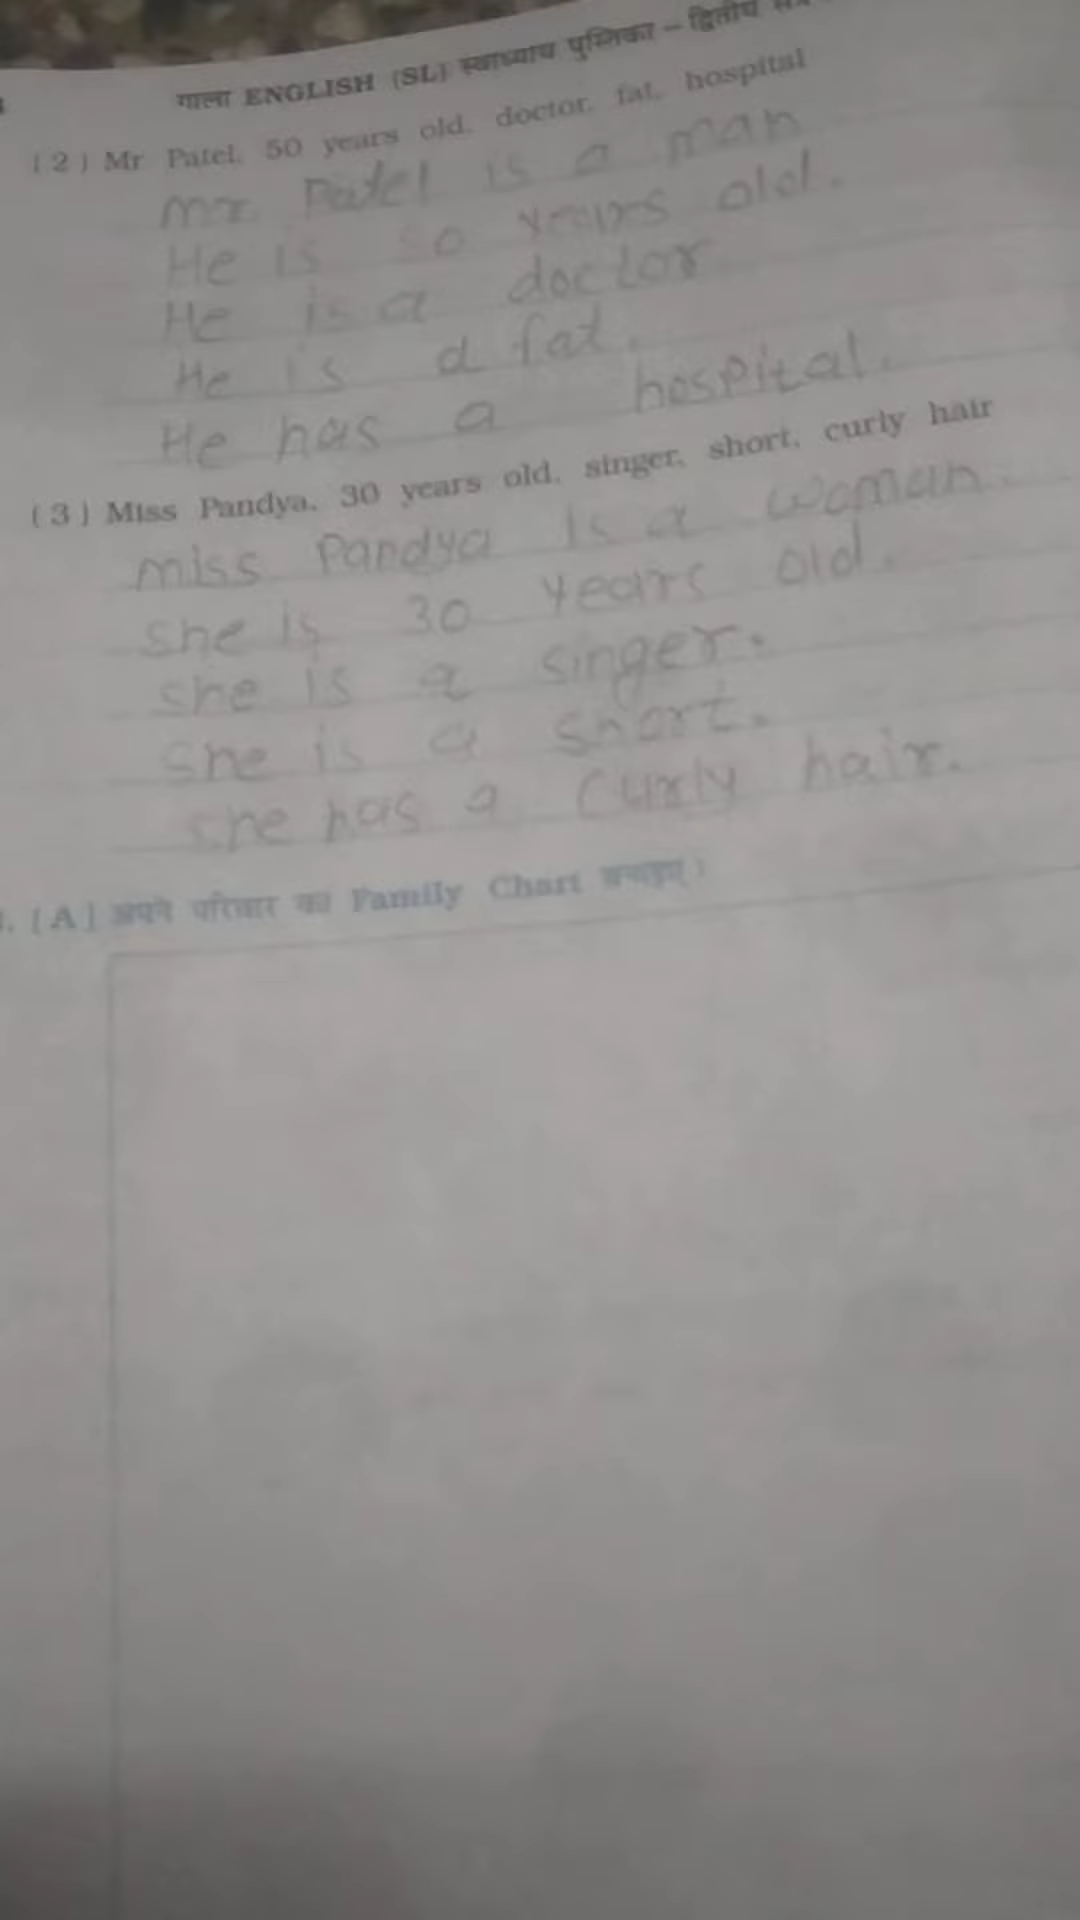 गाला ENGLISH (SL) स्वाध्याय पुस्तिका – द्वितीय
(2) Mr Patel, 50 years old, doctor, fat, hospital
Mr. Patel is a man
He is 50 years old.
He is a doctor
He is a fat.
He has a hospital.
(3) Miss Pandya, 30 years old, singer, short, curly hair
miss Pandya is a woman.
she is 30 years old.
she is a singer.
she is a short.
she has a curly hair.
[A] अपने परिवार का Family Chart बनाइए।